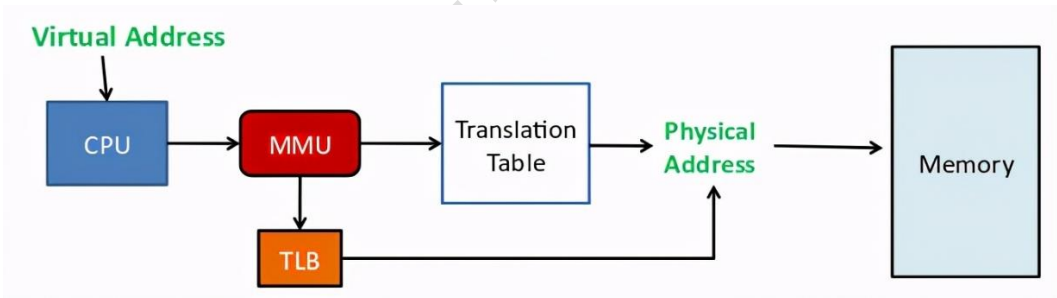 Virtual Address
CPU
MMU
Translation
Table
Physical
Address
Memory
TLB